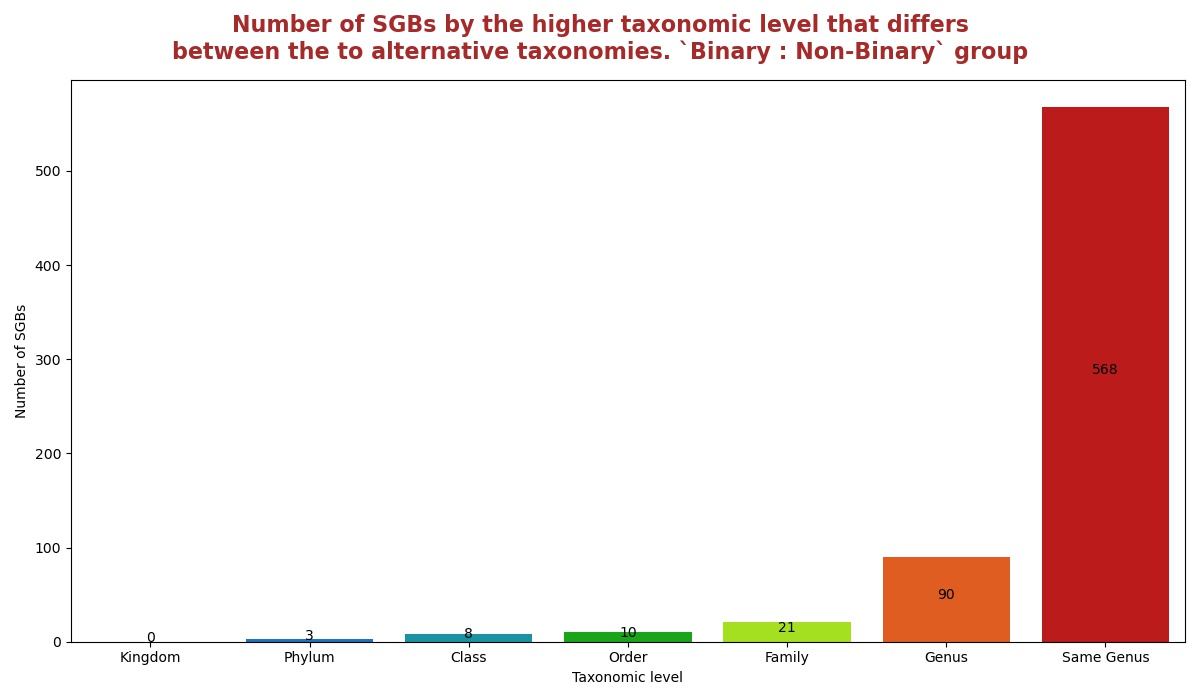 Number of SGBs by the higher taxonomic level that differs
between the to alternative taxonomies. `Binary : Non-Binary` group
Number of SGBs
500
400
300
200
100
0
0
3
8
10
21
90
568
Kingdom
Phylum
Class
Order
Family
Genus
Same Genus
Taxonomic level